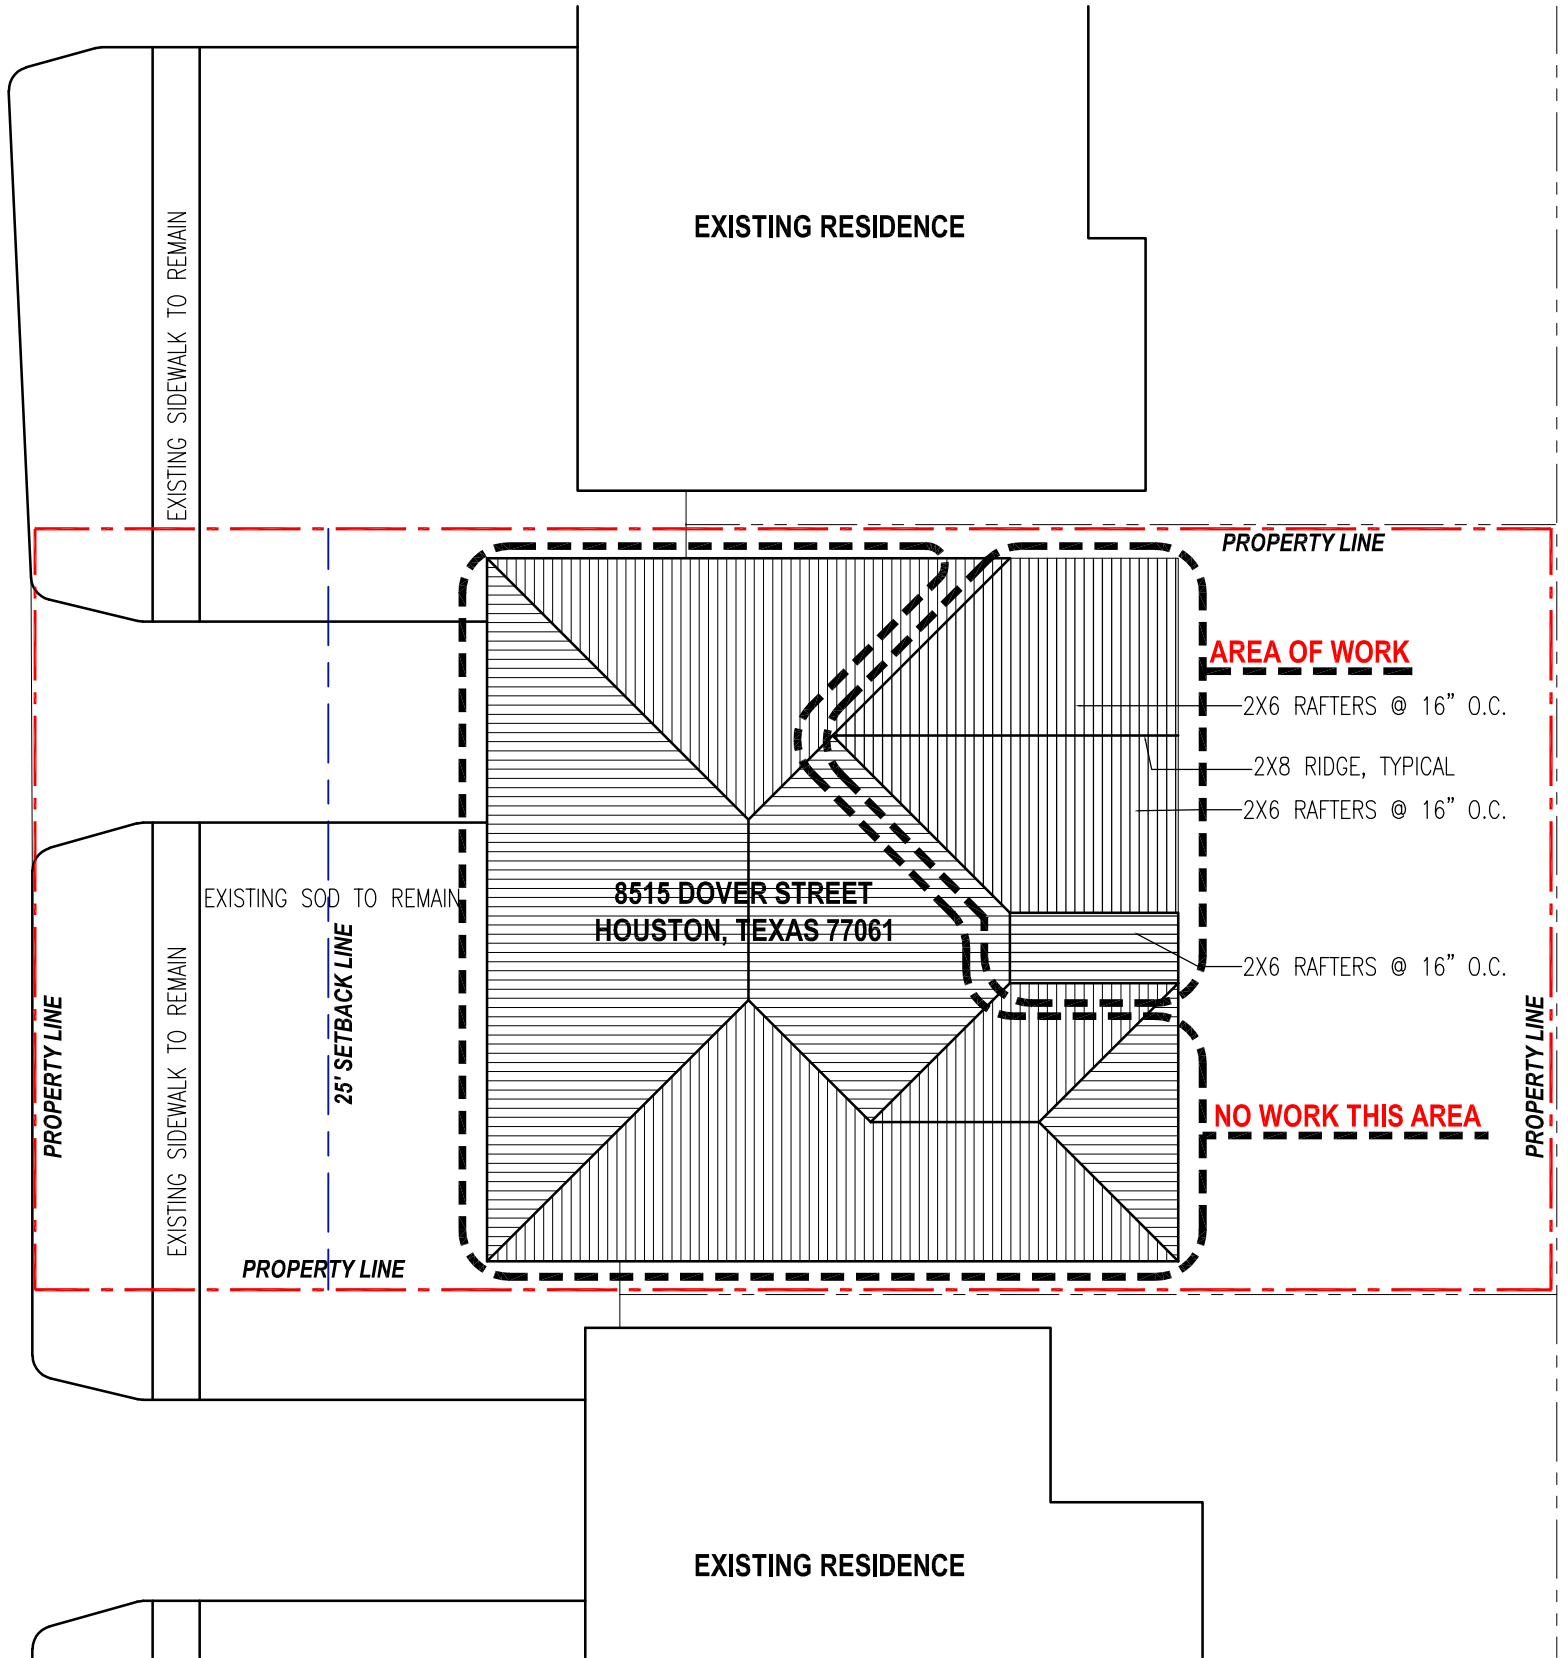 EXISTING RESIDENCE
EXISTING SIDEWALK TO REMAIN
PROPERTY LINE
AREA OF WORK
2X6 RAFTERS @ 16” O.C.
2X8 RIDGE, TYPICAL
2X6 RAFTERS @ 16” O.C.
8515 DOVER STREET
HOUSTON, TEXAS 77061
EXISTING SOD TO REMAIN
2X6 RAFTERS @ 16” O.C.
25' SETBACK LINE
PROPERTY LINE
EXISTING SIDEWALK TO REMAIN
PROPERTY LINE
NO WORK THIS AREA
PROPERTY LINE
EXISTING RESIDENCE